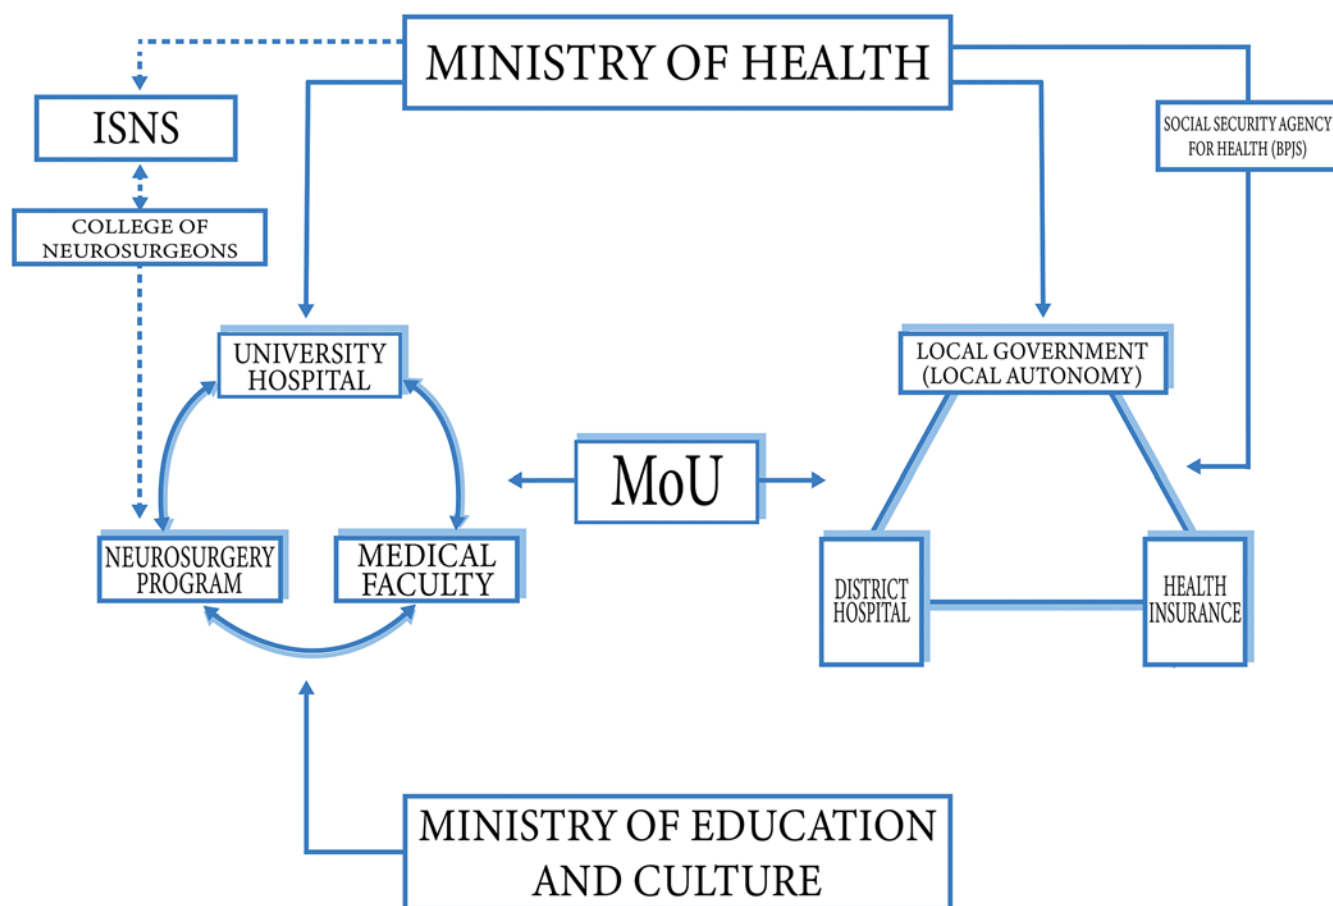 MINISTRY OF HEALTH
ISNS
SOCIAL SECURITY AGENCY
FOR HEALTH (BPJS)
COLLEGE OF
NEUROSURGEONS
UNIVERSITY
HOSPITAL
LOCAL GOVERNMENT
(LOCAL AUTONOMY)
MoU
NEUROSURGERY
PROGRAM
MEDICAL
FACULTY
DISTRICT
HOSPITAL
HEALTH
INSURANCE
MINISTRY OF EDUCATION
AND CULTURE